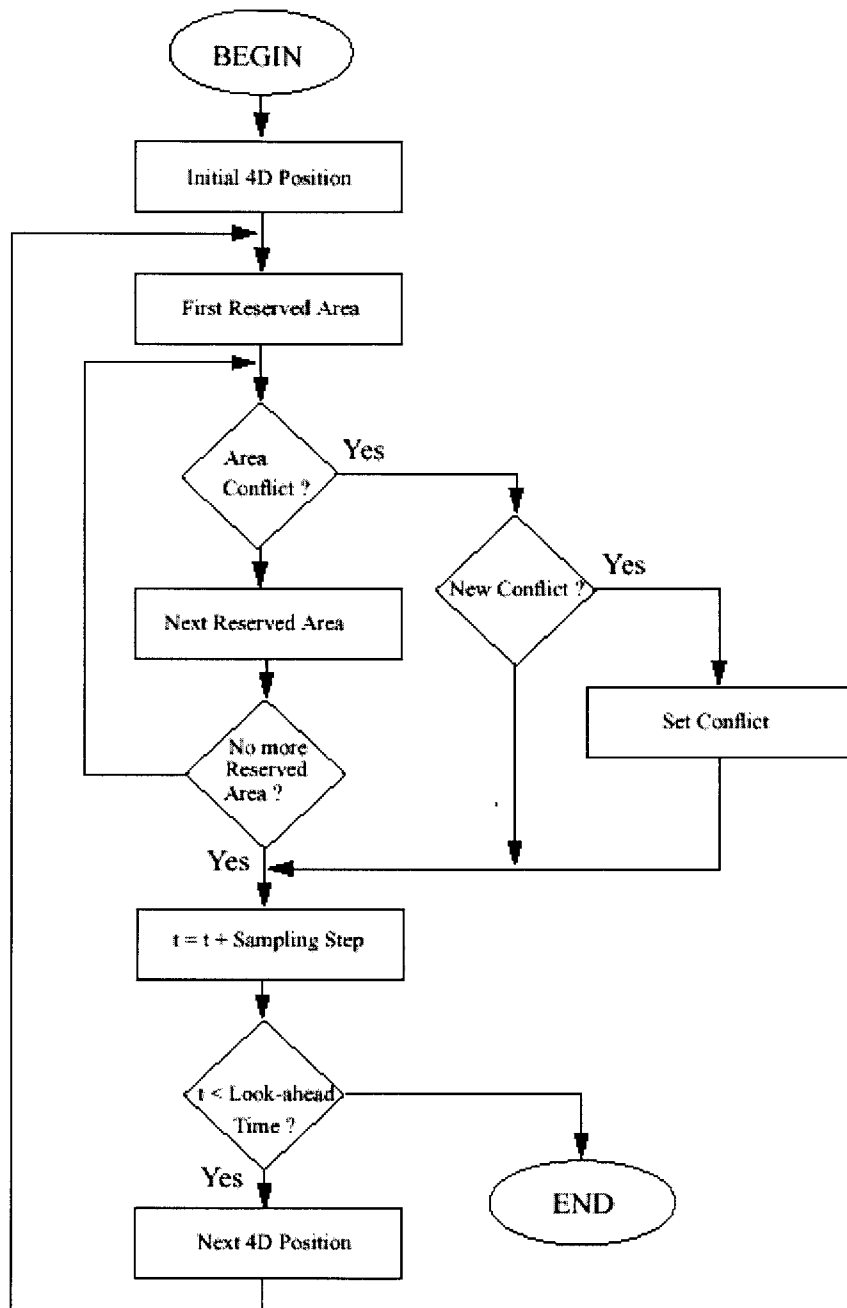 BEGIN
Initial 4D Position
First Reserved Area
Area
Conflict ?
Yes
New Conflict ?
Yes
Next Reserved Area
Set Conflict
No more
Reserved
Area ?
Yes
t = t + Sampling Step
t < Look-ahead
Time ?
Yes
END
Next 4D Position